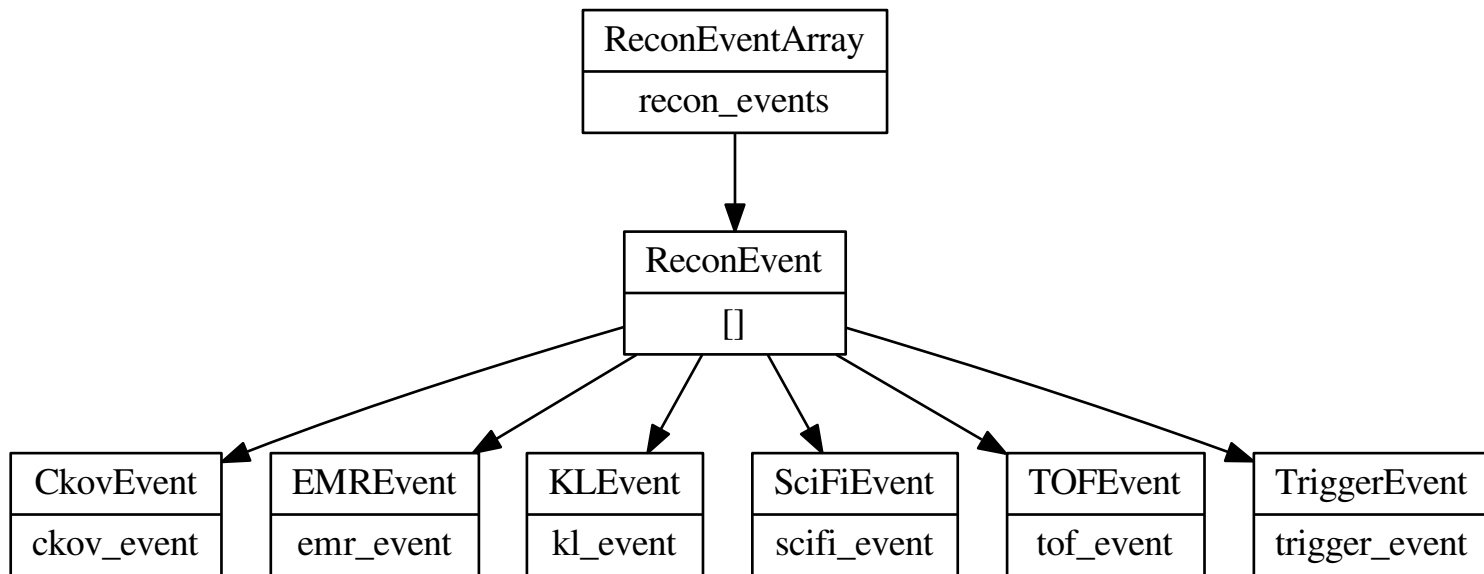 ReconEventArray
recon_events
ReconEvent
[]
CkovEvent
ckov_event
EMREvent
emr_event
KLEvent
kl_event
SciFiEvent
scifi_event
TOFEvent
tof_event
TriggerEvent
trigger_event